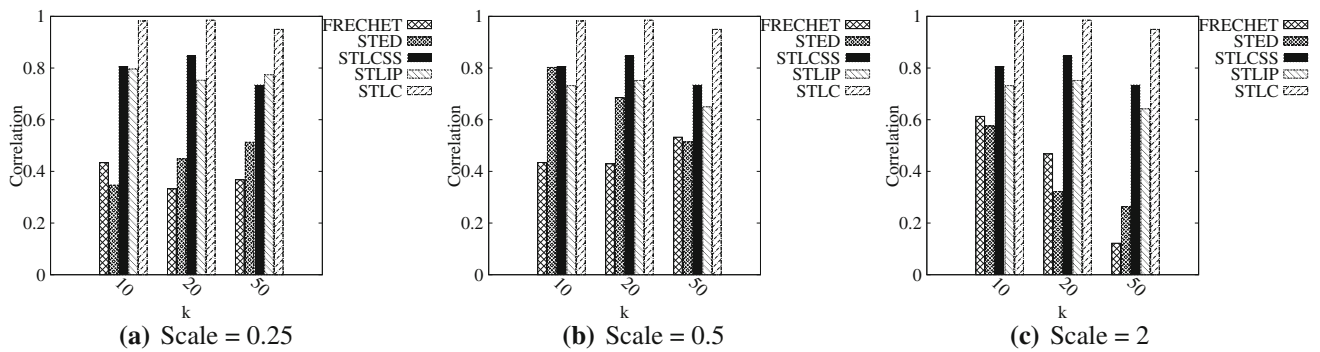 1
0.8
0.6
0.4
0.2
0
Correlation
10
20
50
k
FRECHET
STED
STLCSS
STLIP
STLC
(a) Scale = 0.25
1
0.8
0.6
0.4
0.2
0
Correlation
10
20
50
k
FRECHET
STED
STLCSS
STLIP
STLC
(b) Scale = 0.5
1
0.8
0.6
0.4
0.2
0
Correlation
10
20
50
k
FRECHET
STED
STLCSS
STLIP
STLC
(c) Scale = 2